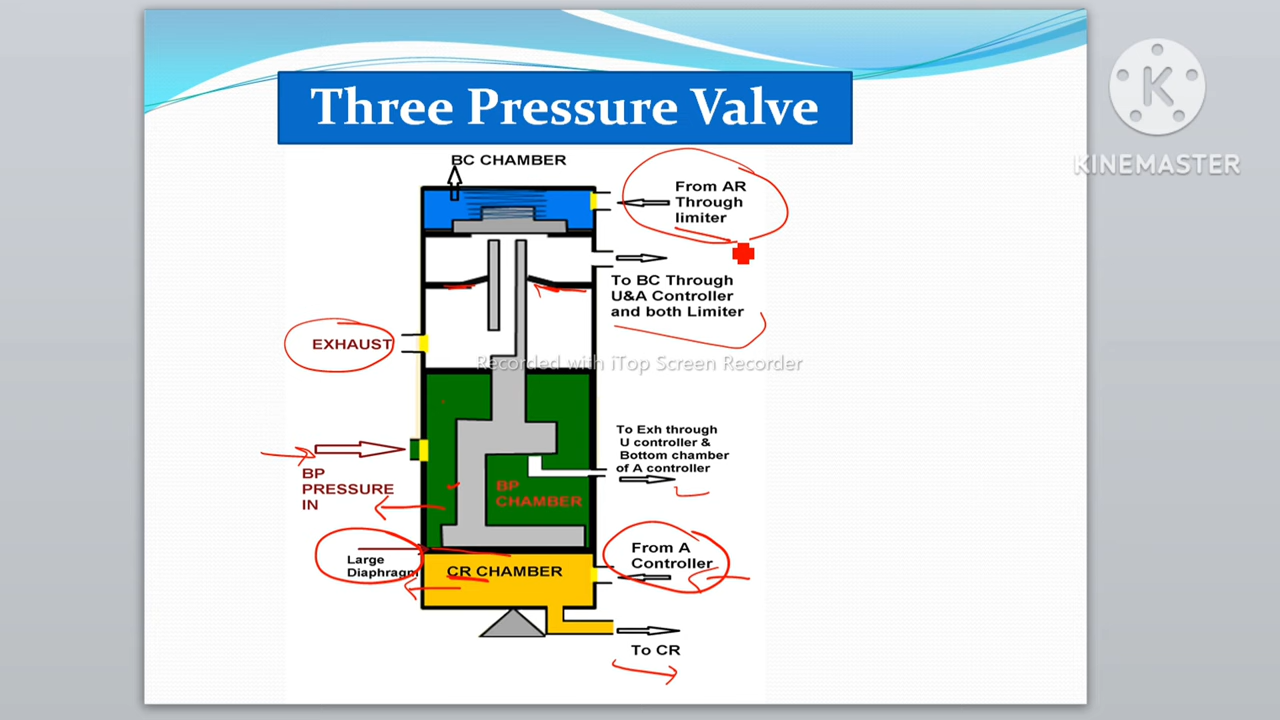 Three Pressure Valve
K
KINEMASTER
BC CHAMBER
From AR
Through
limiter
To BC Through
U&A Controller
and both Limiter
EXHAUST
Recorded with iTop Screen Recorder
To Exh through
U controller &
Bottom chamber
of A controller
BP
PRESSURE
IN
BP
CHAMBER
From A
Controller
Large
Diaphragm
CR CHAMBER
To CR